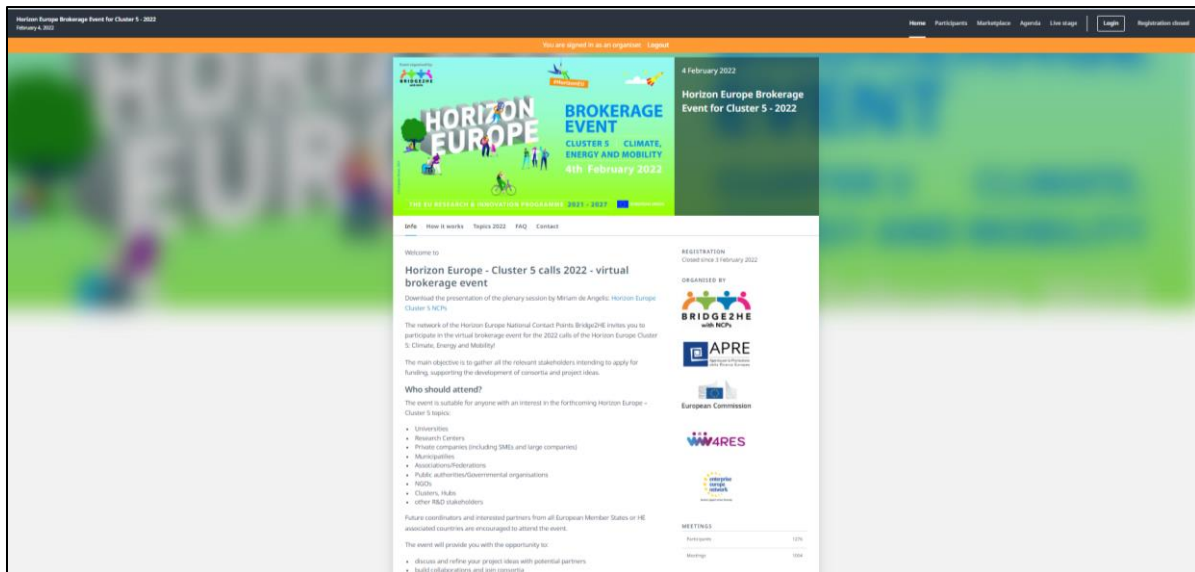 Horizon Europe Brokerage Event for Cluster 5 - 2022
February 4, 2022
Home Participants Marketplace Agenda Live stage Login Registration closed
You are signed in as an organiser. Logout
BRIDGE2HE
#HorizonEU
HORIZON
EUROPE
BROKERAGE
EVENT
CLUSTER 5 CLIMATE,
ENERGY AND MOBILITY
4th February 2022
THE EU RESEARCH & INNOVATION PROGRAMME 2021 - 2027
4 February 2022
Horizon Europe Brokerage
Event for Cluster 5 - 2022
Info How it works Topics 2022 FAQ Contact
Welcome to
Horizon Europe - Cluster 5 calls 2022 - virtual
brokerage event
Download the presentation of the plenary session by Miriam de Angelis: Horizon Europe
Cluster 5 NCPs
The network of the Horizon Europe National Contact Points Bridge2HE invites you to
participate in the virtual brokerage event for the 2022 calls of the Horizon Europe Cluster
5: Climate, Energy and Mobility!
The main objective is to gather all the relevant stakeholders intending to apply for
funding, supporting the development of consortia and project ideas.
Who should attend?
The event is suitable for anyone with an interest in the forthcoming Horizon Europe –
Cluster 5 topics:
• Universities
• Research Centers
• Private companies (including SMEs and large companies)
• Municipatilies
• Associations/Federations
• Public authorities/Governmental organisations
• NGOs
• Clusters, Hubs
• other R&D stakeholders
Future coordinators and interested partners from all European Member States or HE
associated countries are encouraged to attend the event.
The event will provide you with the opportunity to:
• discuss and refine your project ideas with potential partners
• build collaborations and join consortia
REGISTRATION
Closed since 3 February 2022
ORGANISED BY
BRIDGE2HE
with NCPs
APRE
European Commission
4RES
enterprise
europe
network
MEETINGS
Participants
Meetings